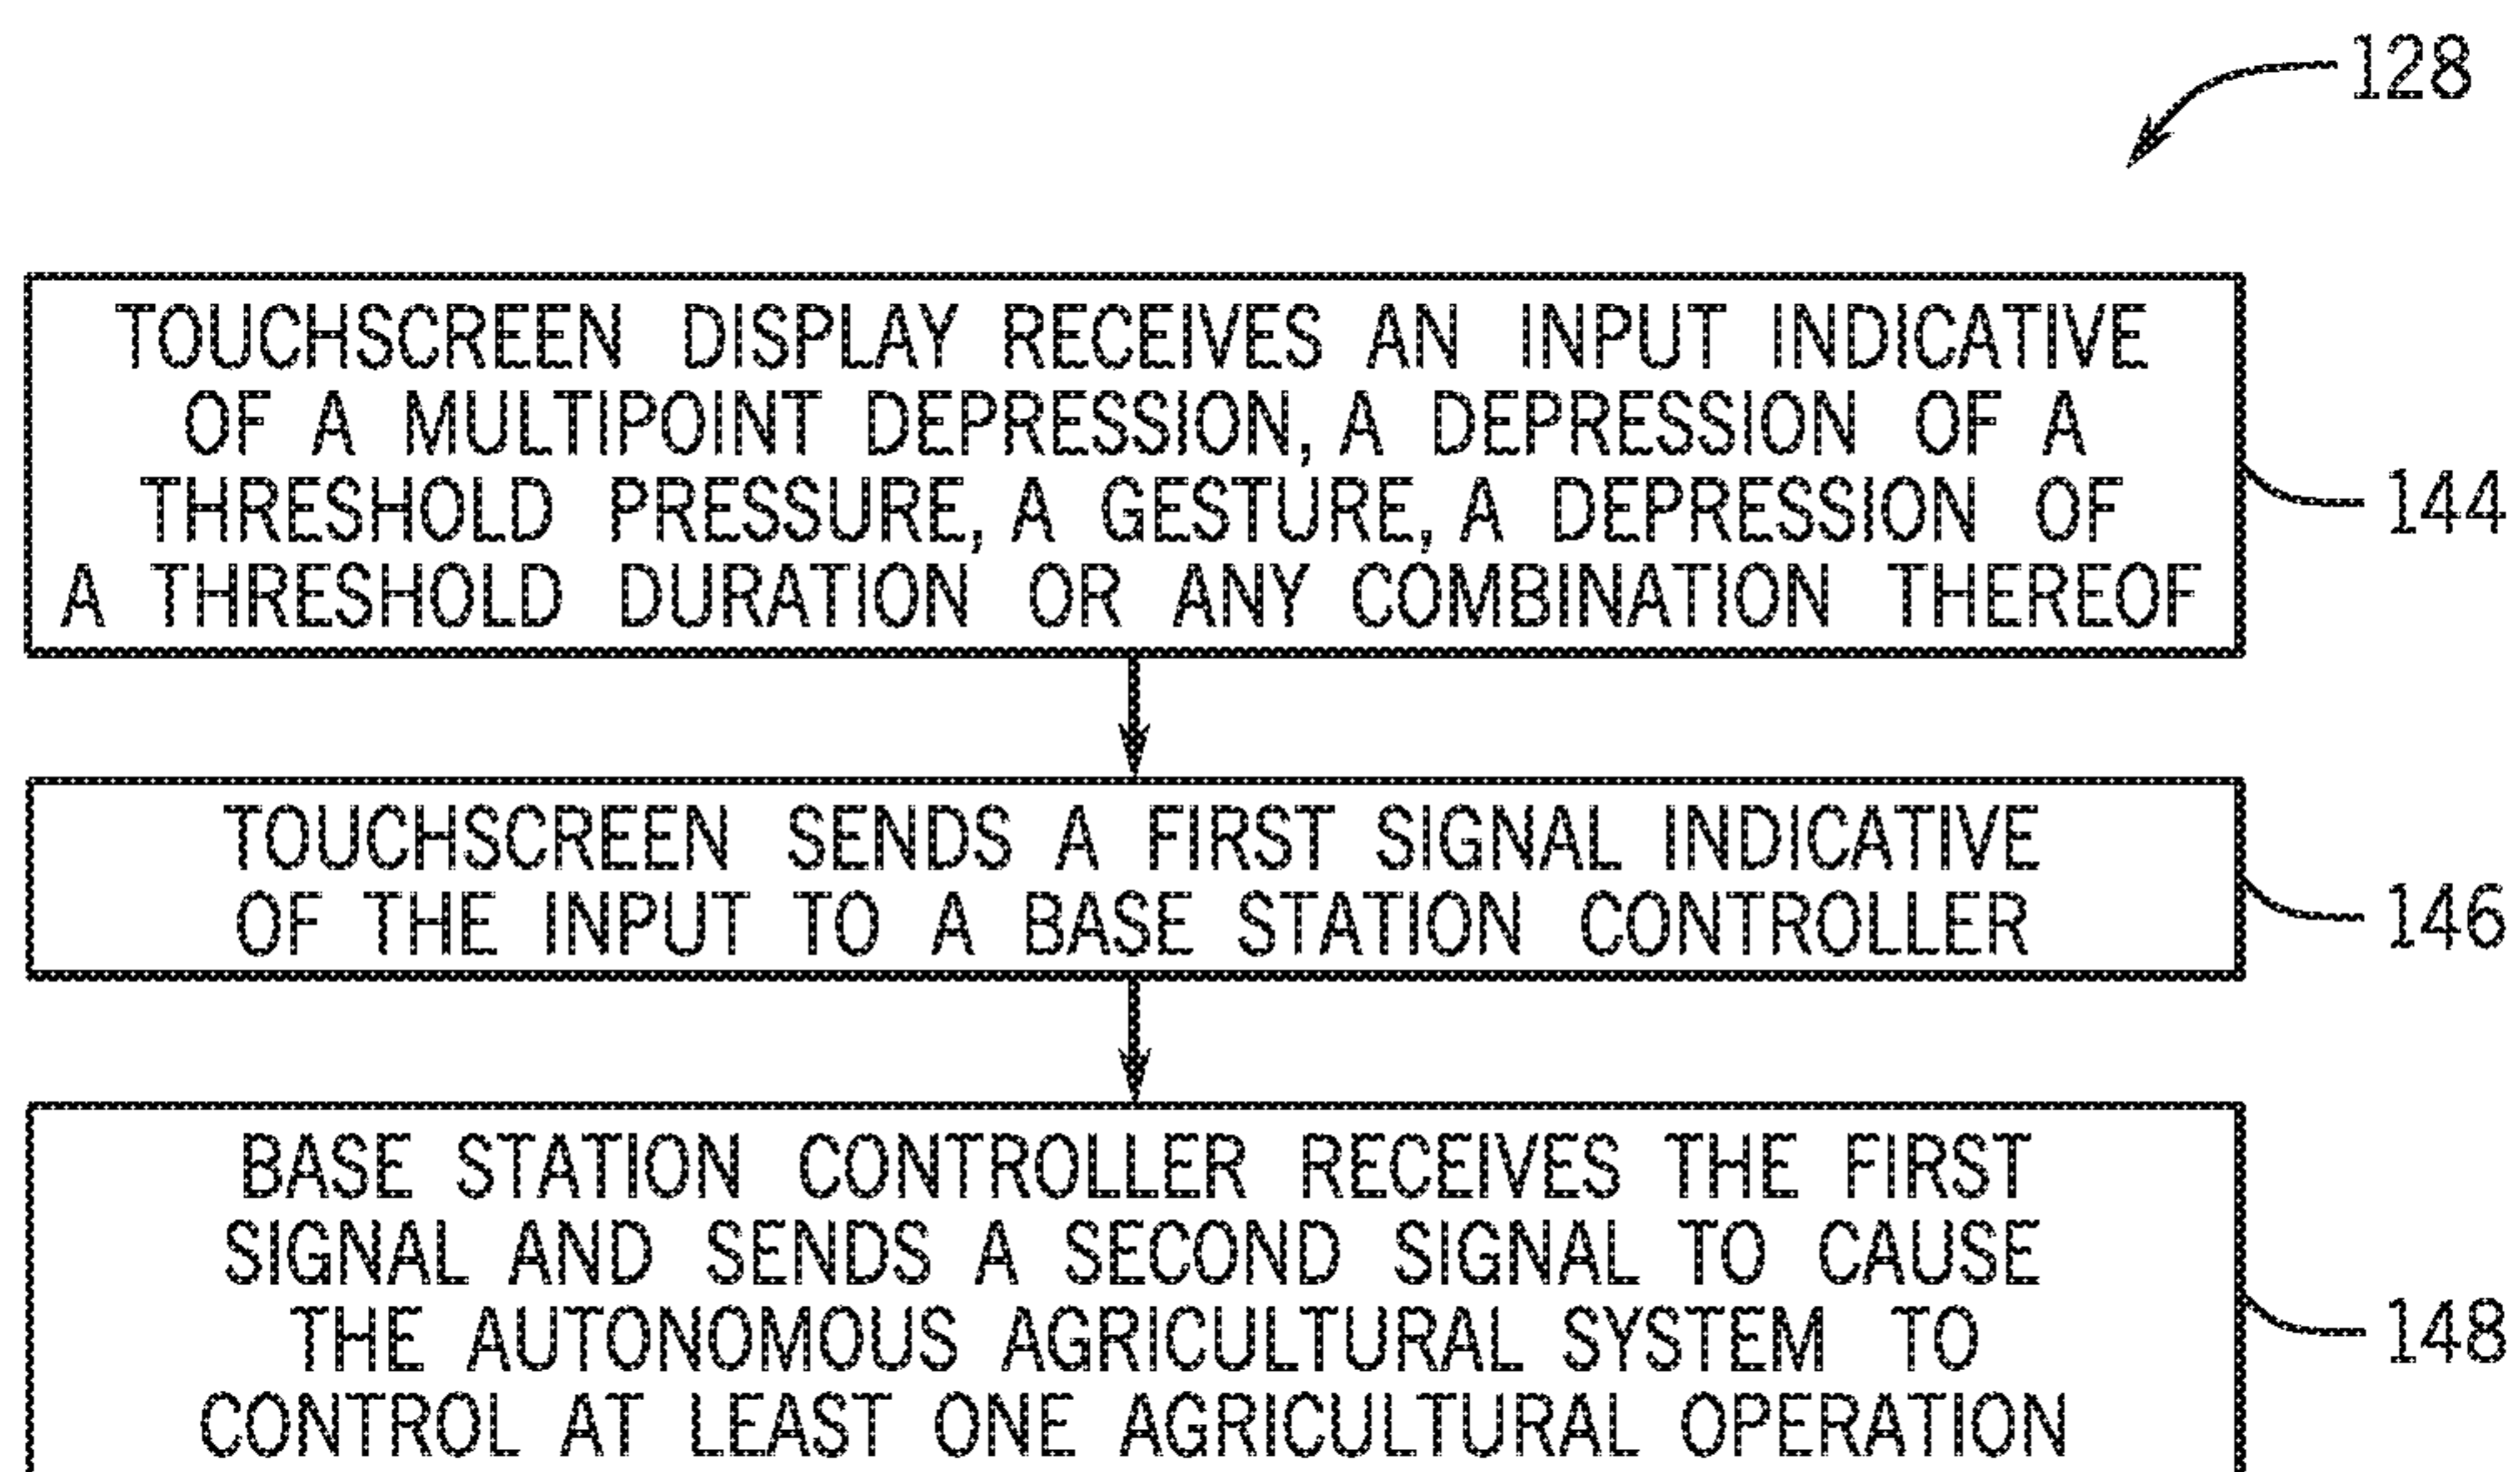 128
TOUCHSCREEN DISPLAY RECEIVES AN INPUT INDICATIVE
OF A MULTIPOINT DEPRESSION, A DEPRESSION OF A
THRESHOLD PRESSURE, A GESTURE, A DEPRESSION OF
A THRESHOLD DURATION OR ANY COMBINATION THEREOF
144
TOUCHSCREEN SENDS A FIRST SIGNAL INDICATIVE
OF THE INPUT TO A BASE STATION CONTROLLER
146
BASE STATION CONTROLLER RECEIVES THE FIRST
SIGNAL AND SENDS A SECOND SIGNAL TO CAUSE
THE AUTONOMOUS AGRICULTURAL SYSTEM TO
CONTROL AT LEAST ONE AGRICULTURAL OPERATION
148